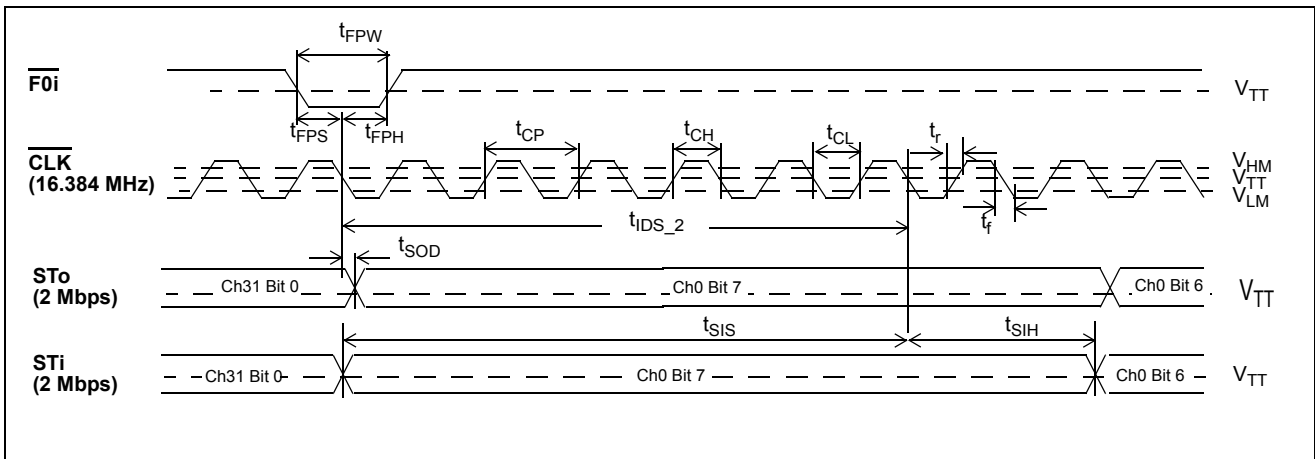 tFPW
F0i
VTT
tFPS tFPH tCP tCH tCL tr
CLK
(16.384 MHz)
VHM
VTT
VLM
tIDS_2
tf
tSOD
STo
(2 Mbps)
Ch31 Bit 0
Ch0 Bit 7
Ch0 Bit 6
VTT
tSIS
tSIH
STi
(2 Mbps)
Ch31 Bit 0
Ch0 Bit 7
Ch0 Bit 6
VTT